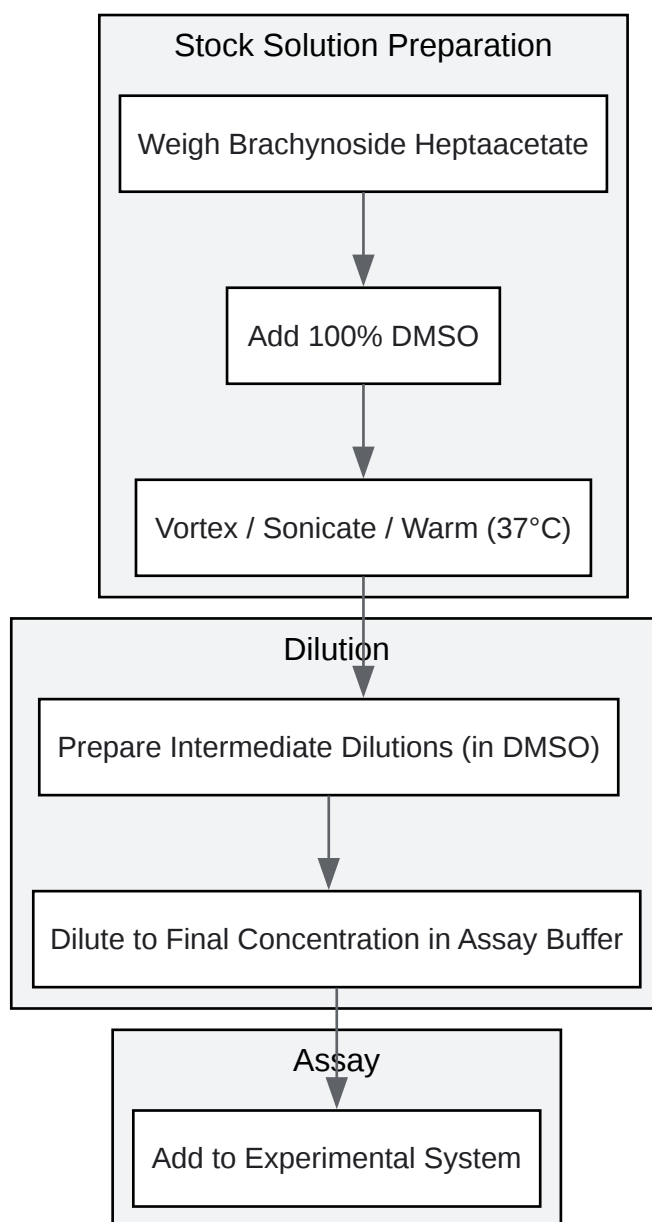 Stock Solution Preparation
Weigh Brachynoside Heptaacetate
Add 100% DMSO
Vortex / Sonicate / Warm (37°C)
Dilution
Prepare Intermediate Dilutions (in DMSO)
Dilute to Final Concentration in Assay Buffer
Assay
Add to Experimental System